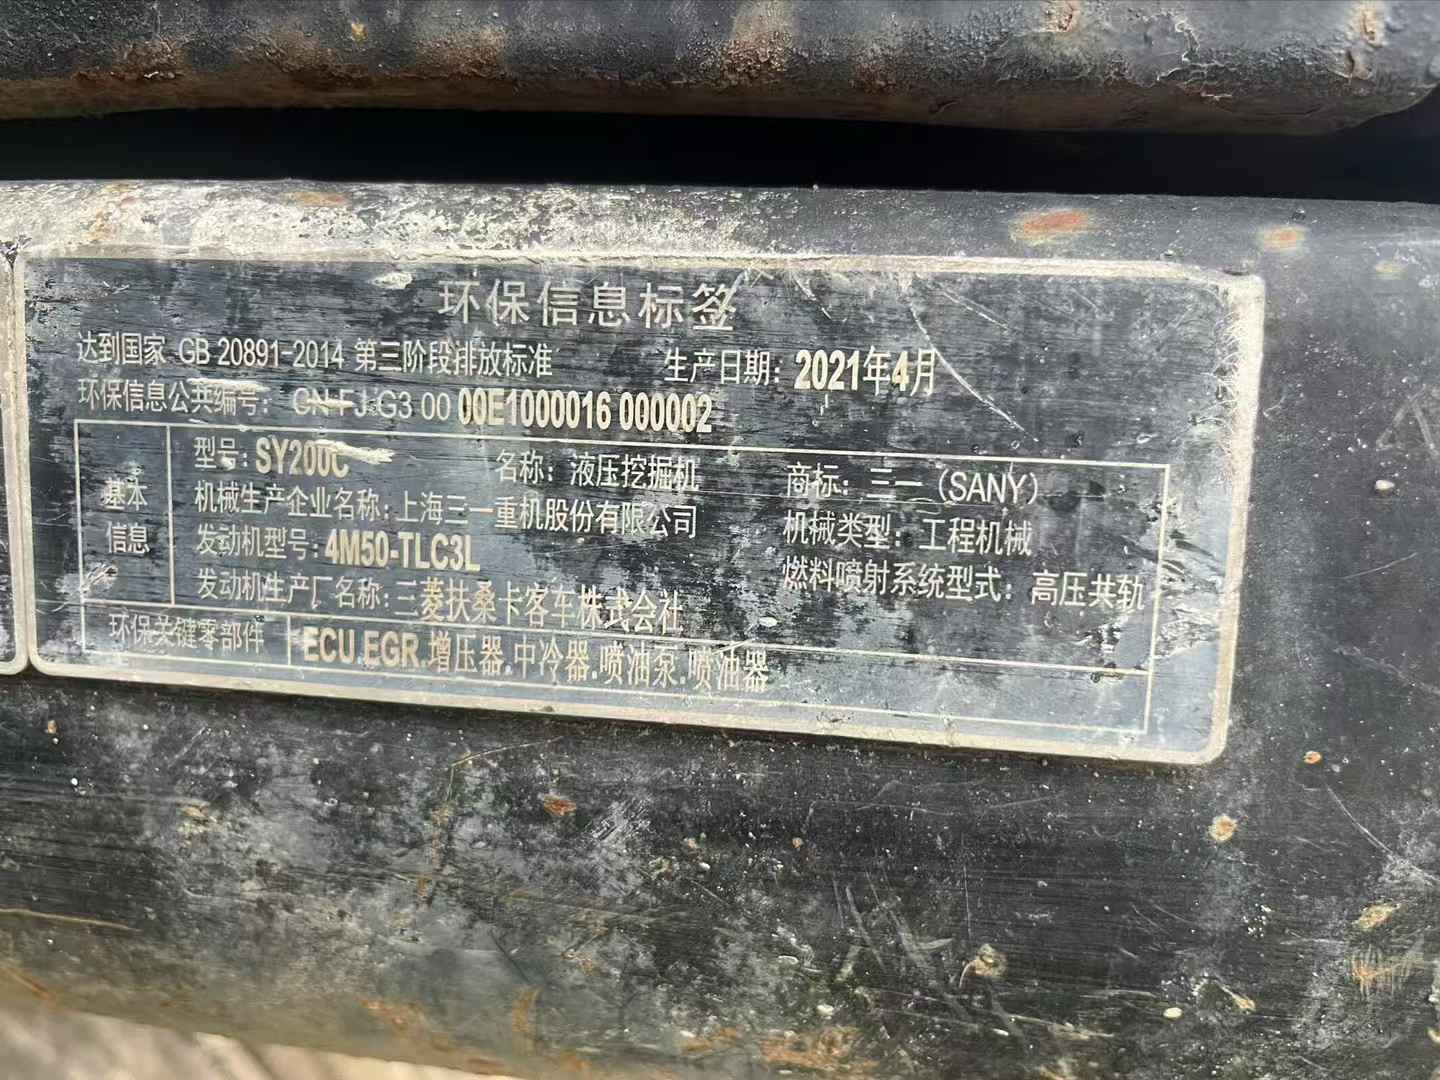 环保信息标签
达到国家 GB 20891-2014 第三阶段排放标准 生产日期：2021年4月
环保信息公共编号： CN FJ G3 00 00E1000016 000002
基本信息
型号：SY200C 名称：液压挖掘机 商标：三一（SANY）
机械生产企业名称：上海三一重机股份有限公司 机械类型：工程机械
发动机型号：4M50-TLC3L 燃料喷射系统型式：高压共轨
发动机生产厂名称：三菱扶桑卡客车株式会社
环保关键零部件 ECU.EGR.增压器.中冷器.喷油泵.喷油器